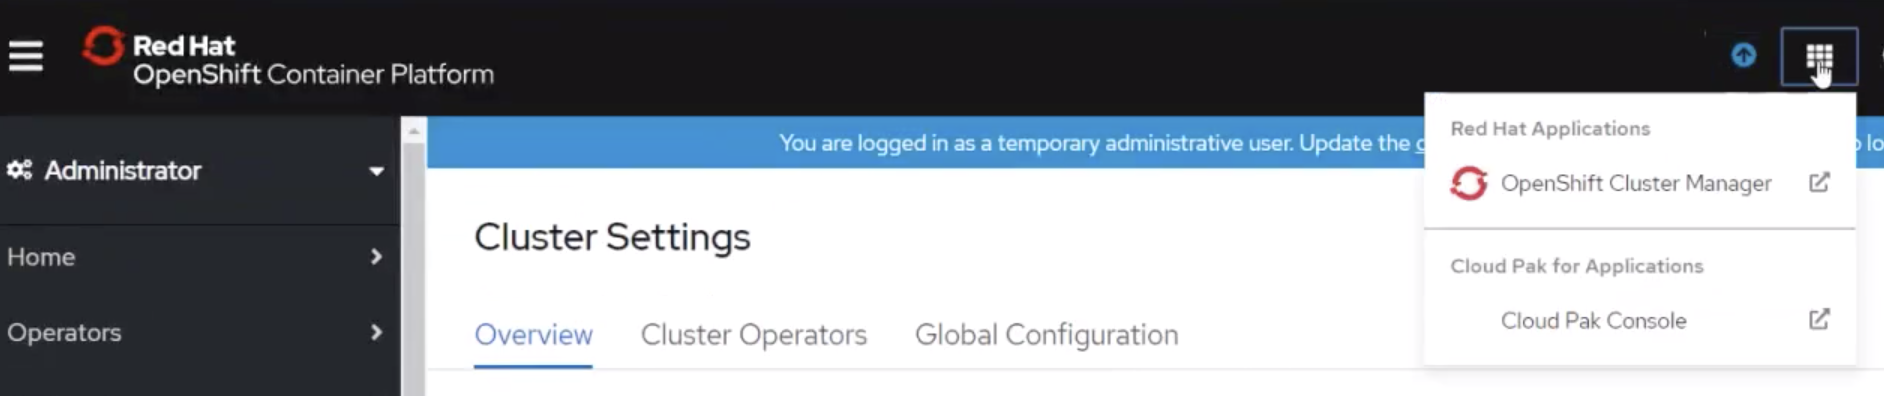 Red Hat
OpenShift Container Platform
Administrator
Home
Operators
You are logged in as a temporary administrative user. Update the
lo
Cluster Settings
Overview
Cluster Operators
Global Configuration
Red Hat Applications
OpenShift Cluster Manager
Cloud Pak for Applications
Cloud Pak Console